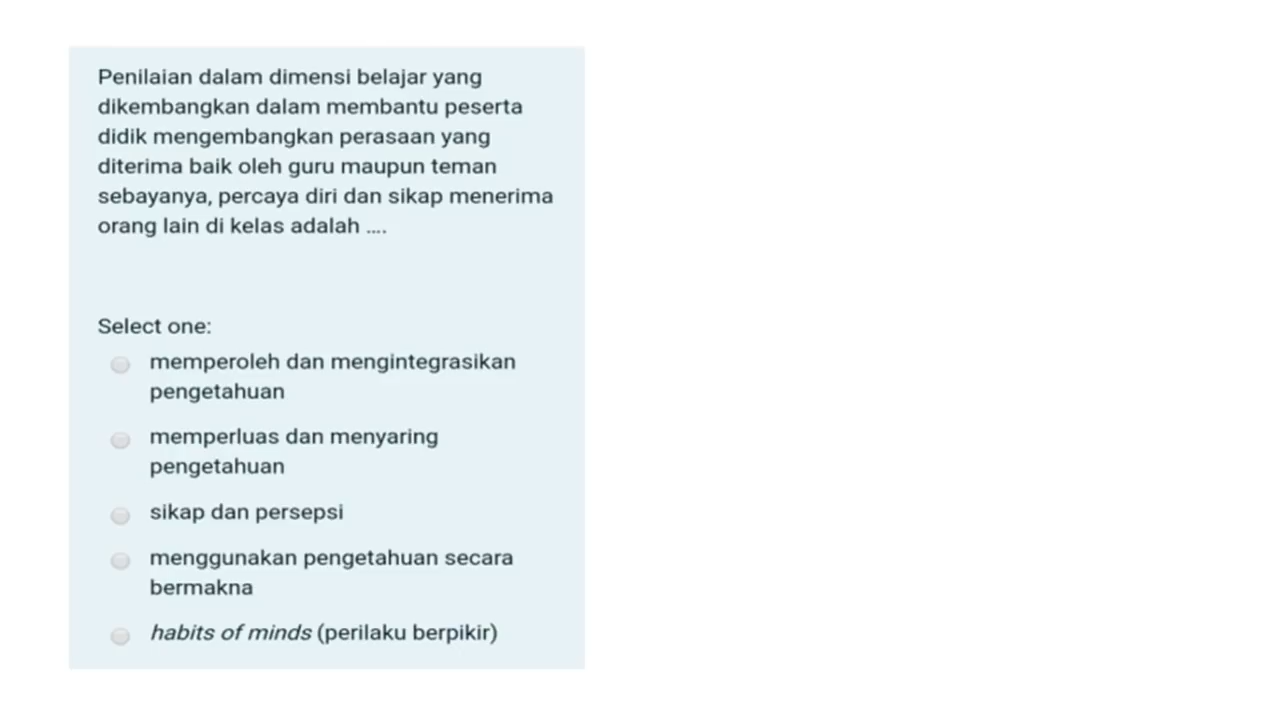 Penilaian dalam dimensi belajar yang
dikembangkan dalam membantu peserta
didik mengembangkan perasaan yang
diterima baik oleh guru maupun teman
sebayanya, percaya diri dan sikap menerima
orang lain di kelas adalah ....
Select one:
memperoleh dan mengintegrasikan
pengetahuan
memperluas dan menyaring
pengetahuan
sikap dan persepsi
menggunakan pengetahuan secara
bermakna
habits of minds (perilaku berpikir)